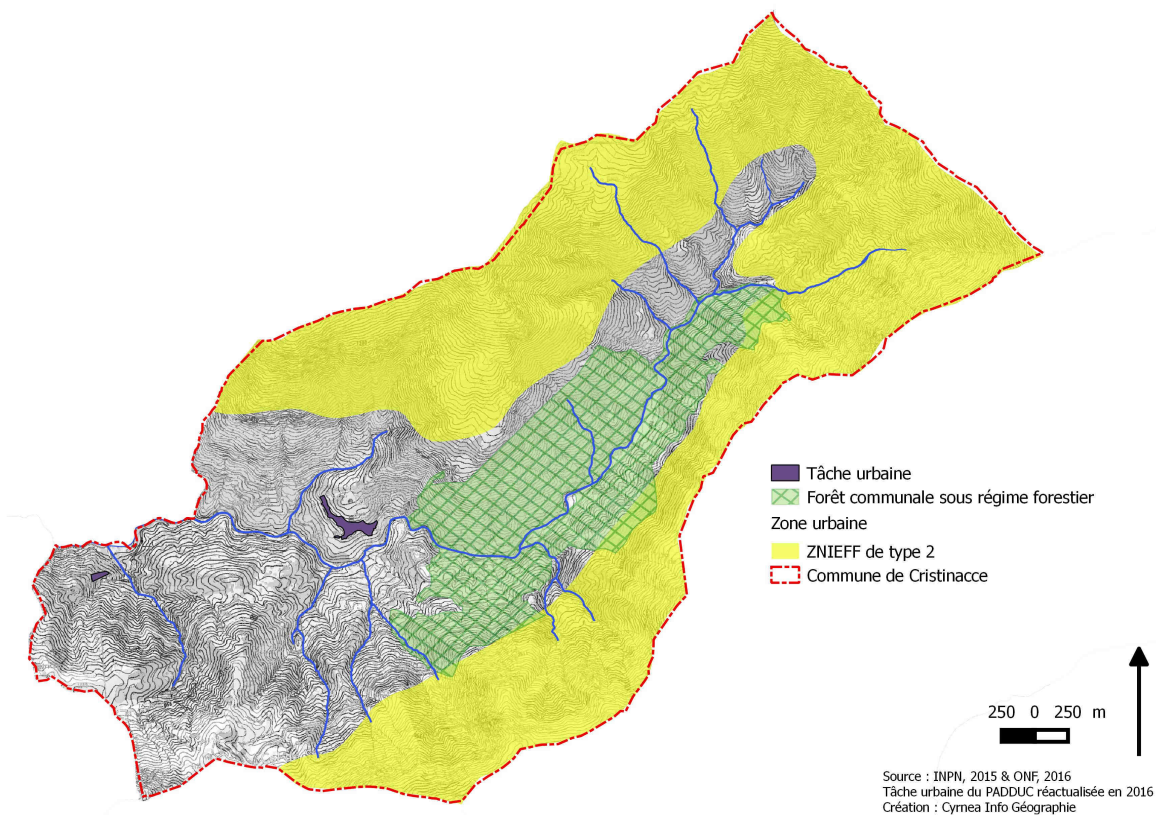 Tâche urbaine
Forêt communale sous régime forestier
Zone urbaine
ZNIEFF de type 2
Commune de Cristinacce
250 0 250 m
Source : INPN, 2015 & ONF, 2016
Tâche urbaine du PADDUC réactualisée en 2016
Création : Cyrnea Info Géographie